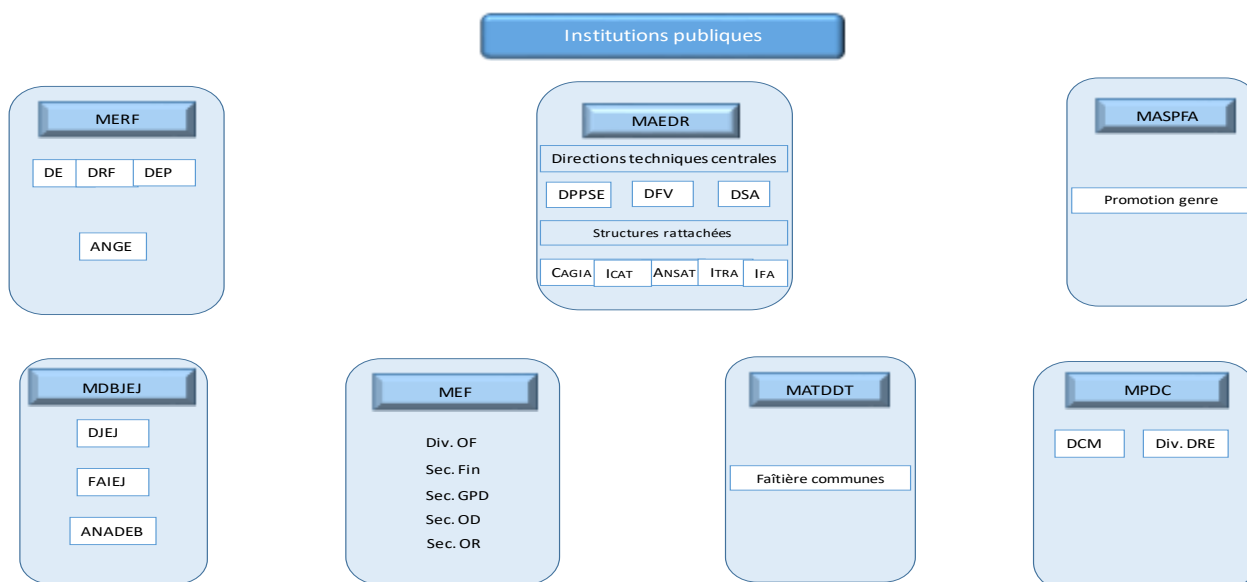 Institutions publiques
MERF
DE DRF DEP
ANGE
MAEDR
Directions techniques centrales
DPPSE DFV DSA
Structures rattachées
CAGIA ICAT ANSAT ITRA IFA
MASPFA
Promotion genre
MDBJEJ
DJEJ
FAIEJ
ANADEB
MEF
Div. OF
Sec. Fin
Sec. GPD
Sec. OD
Sec. OR
MATDDT
Faîtière communes
MPDC
DCM Div. DRE